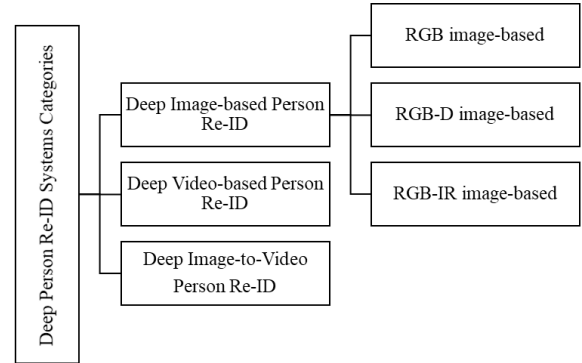 Deep Person Re-ID Systems Categories
Deep Image-based Person
Re-ID
Deep Video-based Person
Re-ID
Deep Image-to-Video
Person Re-ID
RGB image-based
RGB-D image-based
RGB-IR image-based